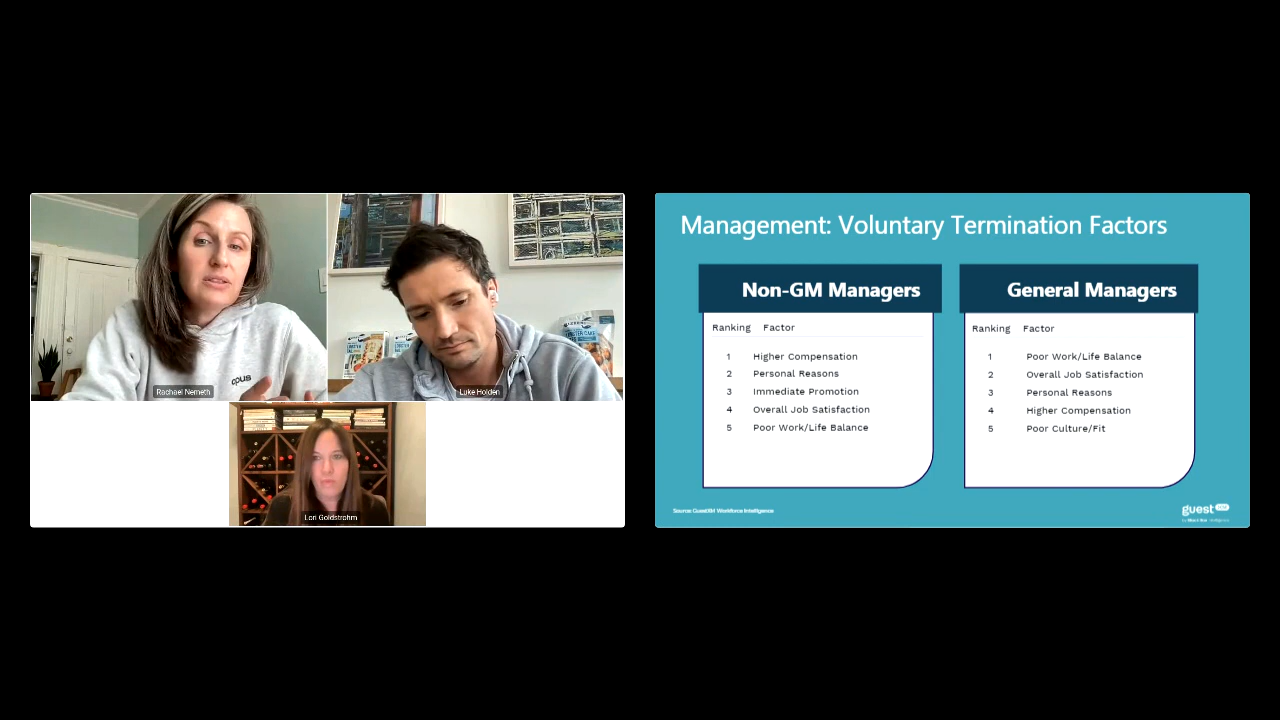 opus
Rachael Nemeth
Luke Holden
Lori Goldstrohm
Management: Voluntary Termination Factors
Non-GM Managers
Ranking Factor
1 Higher Compensation
2 Personal Reasons
3 Immediate Promotion
4 Overall Job Satisfaction
5 Poor Work/Life Balance
General Managers
Ranking Factor
1 Poor Work/Life Balance
2 Overall Job Satisfaction
3 Personal Reasons
4 Higher Compensation
5 Poor Culture/Fit
Source: GuestXM Workforce Intelligence
guest